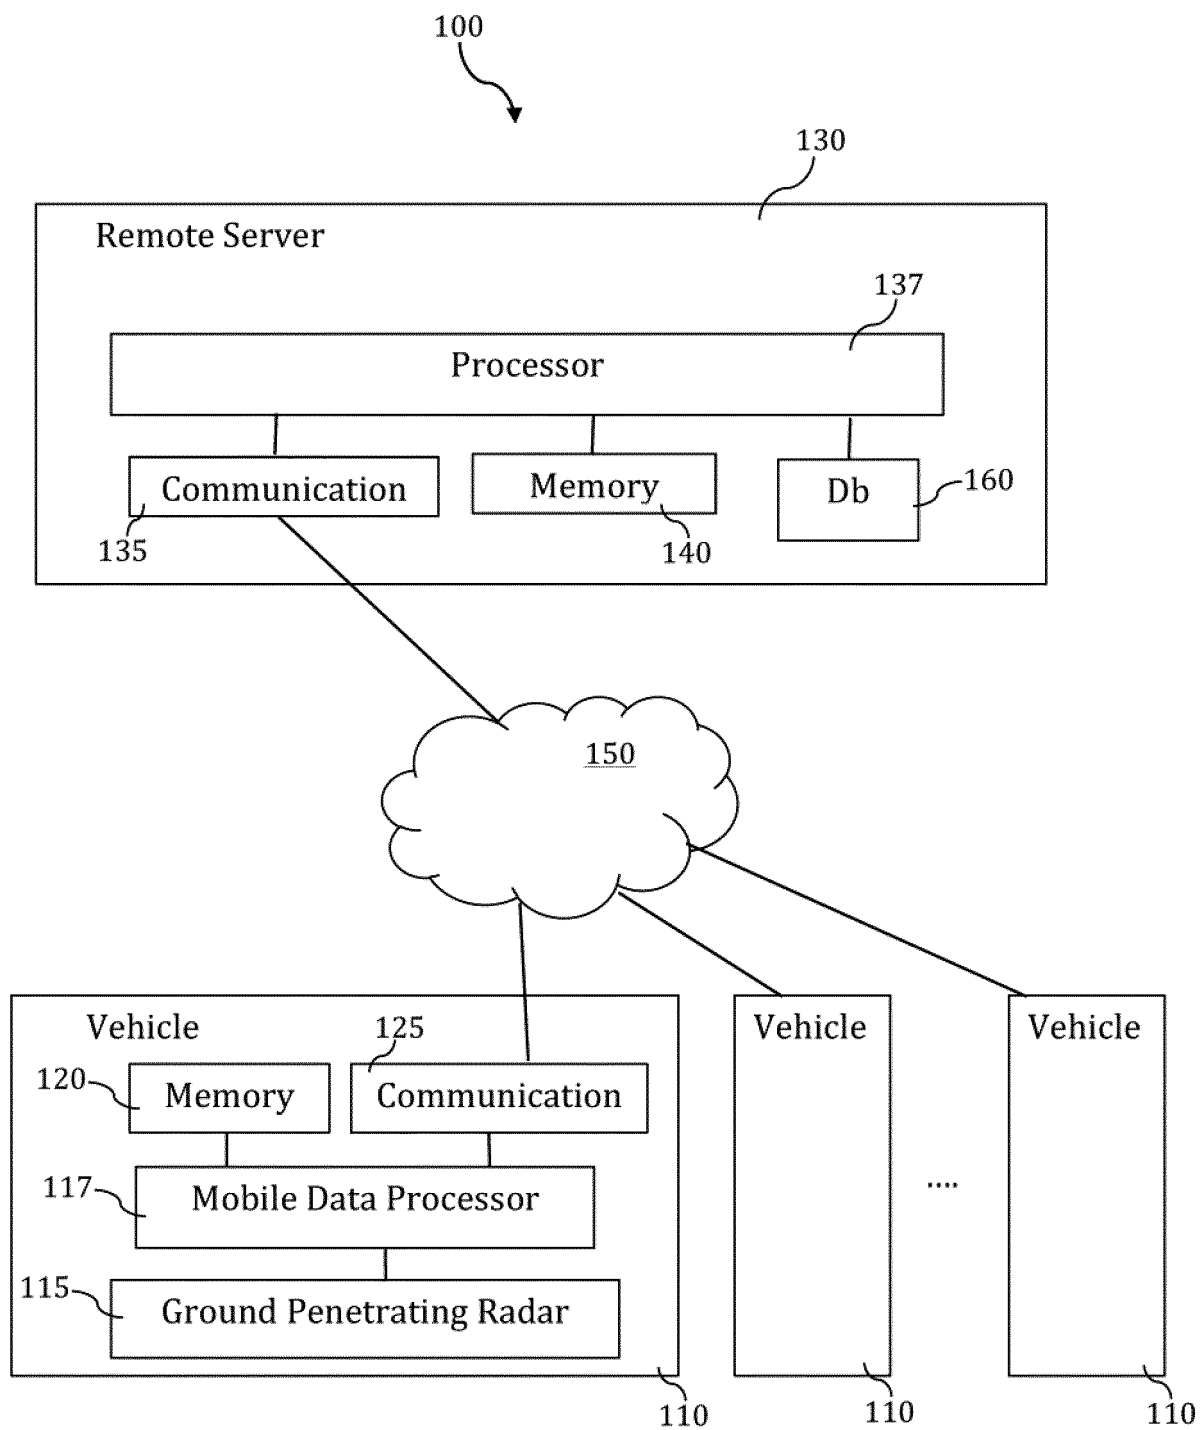 100
130
Remote Server
137
Processor
Communication
Memory
Db
160
135
140
150
Vehicle
125
Vehicle
Vehicle
120
Memory
Communication
117
Mobile Data Processor
....
115
Ground Penetrating Radar
110
110
110